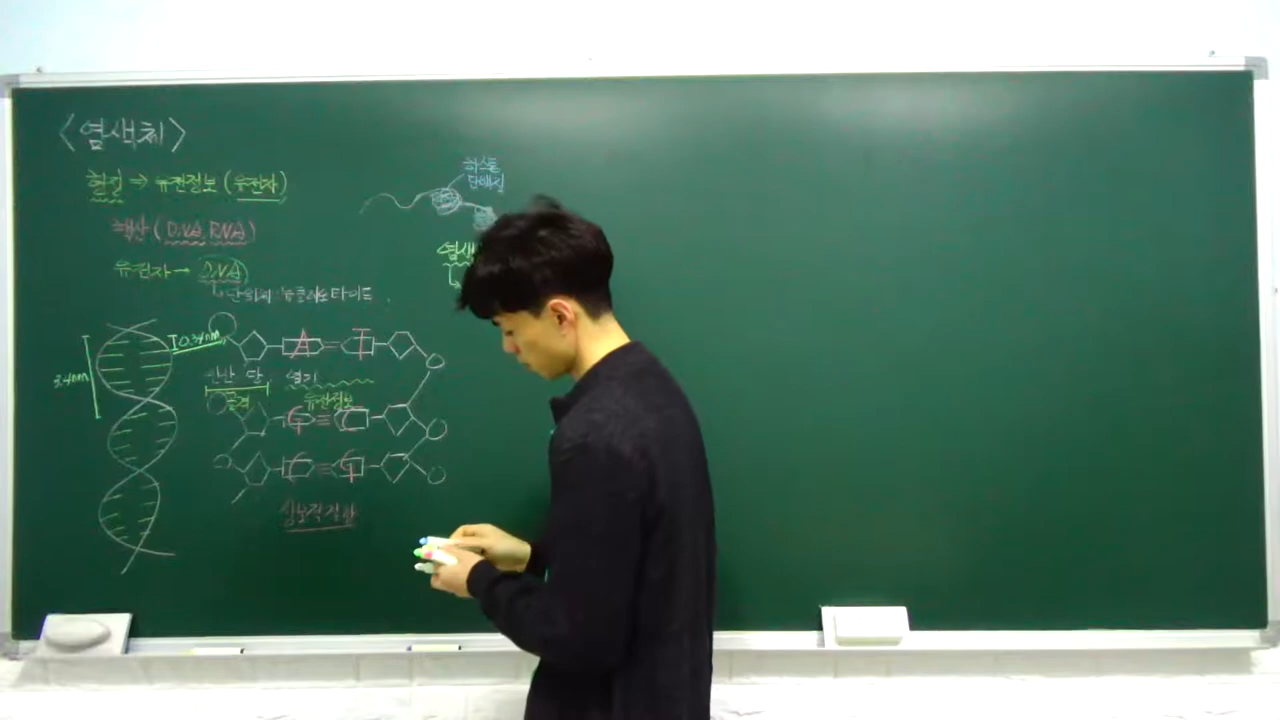 <염색체>
형질 → 유전정보 (유전자)
핵산 (DNA, RNA)
유전자 → DNA
↳ 단위체 : 뉴클레오타이드
히스톤
단백질
염색
0.34nm
3.4nm
A = T
인산 당 염기
골격 유전정보
G ≡ C
C ≡ G
상보적 결합